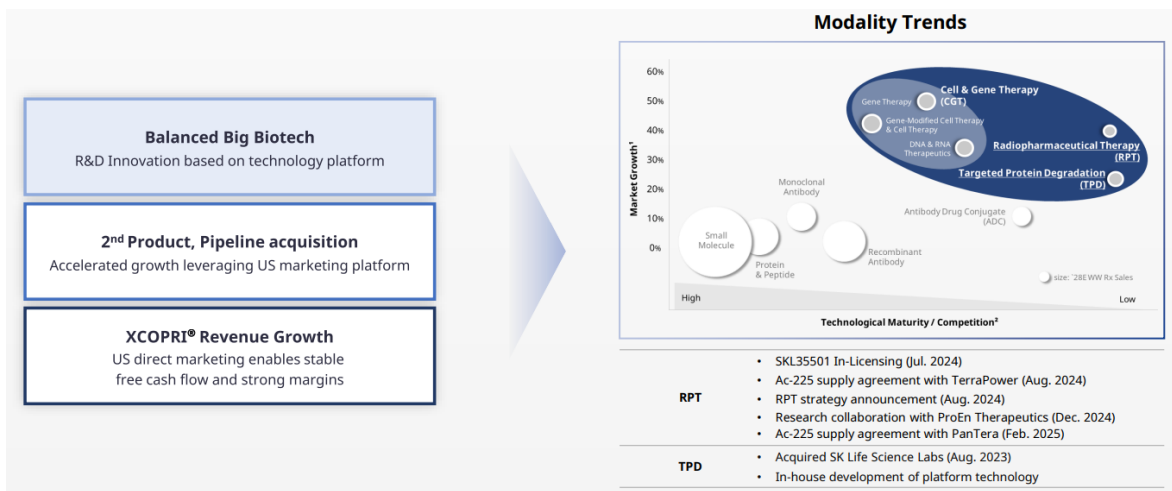 Balanced Big Biotech
R&D Innovation based on technology platform
2nd Product, Pipeline acquisition
Accelerated growth leveraging US marketing platform
XCOPRI® Revenue Growth
US direct marketing enables stable
free cash flow and strong margins
Modality Trends
Market Growth¹
60%
50%
40%
30%
20%
10%
0%
Cell & Gene Therapy
(CGT)
Gene Therapy
Gene-Modified Cell Therapy
& Cell Therapy
DNA & RNA
Therapeutics
Radiopharmaceutical Therapy
(RPT)
Targeted Protein Degradation
(TPD)
Monoclonal
Antibody
Antibody Drug Conjugate
(ADC)
Small
Molecule
Protein
& Peptide
Recombinant
Antibody
size: `28E WW Rx Sales
High
Low
Technological Maturity / Competition²
RPT
• SKL35501 In-Licensing (Jul. 2024)
• Ac-225 supply agreement with TerraPower (Aug. 2024)
• RPT strategy announcement (Aug. 2024)
• Research collaboration with ProEn Therapeutics (Dec. 2024)
• Ac-225 supply agreement with PanTera (Feb. 2025)
TPD
• Acquired SK Life Science Labs (Aug. 2023)
• In-house development of platform technology